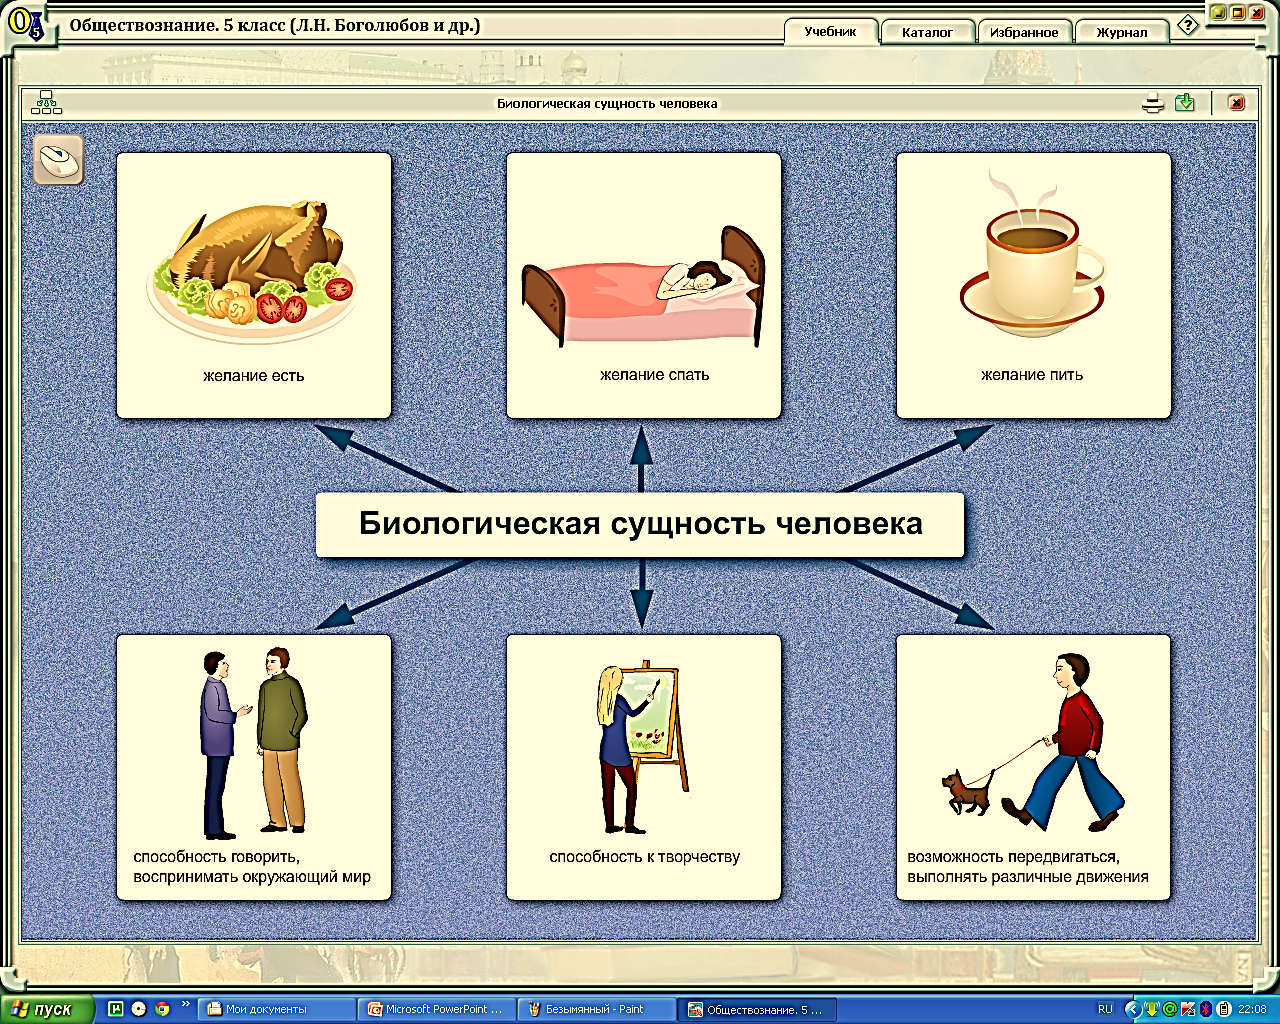 Обществознание. 5 класс (Л.Н. Боголюбов и др.)
Учебник
Каталог
Избранное
Журнал
?
Биологическая сущность человека
желание есть
желание спать
желание пить
Биологическая сущность человека
способность говорить,
воспринимать окружающий мир
способность к творчеству
возможность передвигаться,
выполнять различные движения
пуск
Мои документы
Microsoft PowerPoint ...
Безымянный - Paint
Обществознание. 5 ...
RU
22:08